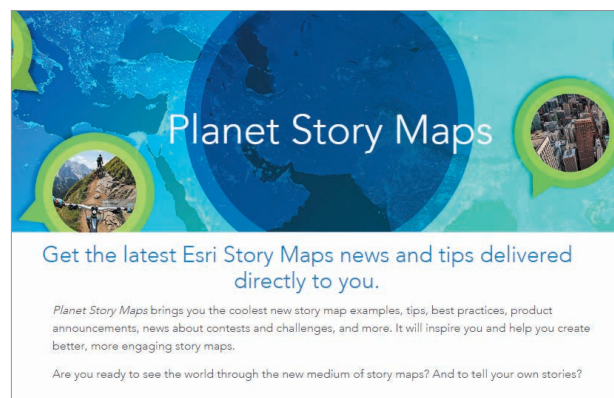 Planet Story Maps
Get the latest Esri Story Maps news and tips delivered
directly to you.
Planet Story Maps brings you the coolest new story map examples, tips, best practices, product
announcements, news about contests and challenges, and more. It will inspire you and help you create
better, more engaging story maps.
Are you ready to see the world through the new medium of story maps? And to tell your own stories?